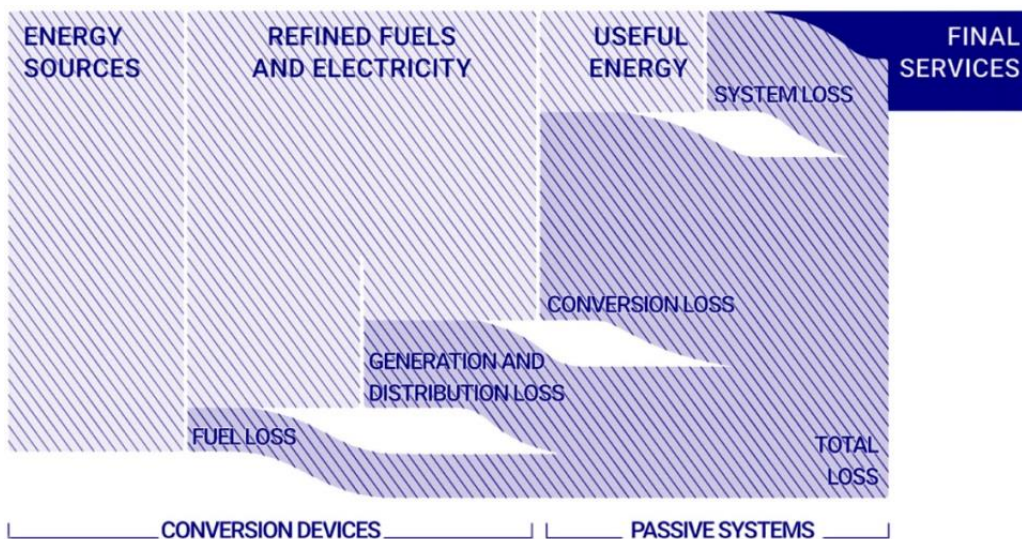 ENERGY
SOURCES
REFINED FUELS
AND ELECTRICITY
USEFUL
ENERGY
FINAL
SERVICES
SYSTEM LOSS
CONVERSION LOSS
GENERATION AND
DISTRIBUTION LOSS
FUEL LOSS
TOTAL
LOSS
CONVERSION DEVICES
PASSIVE SYSTEMS